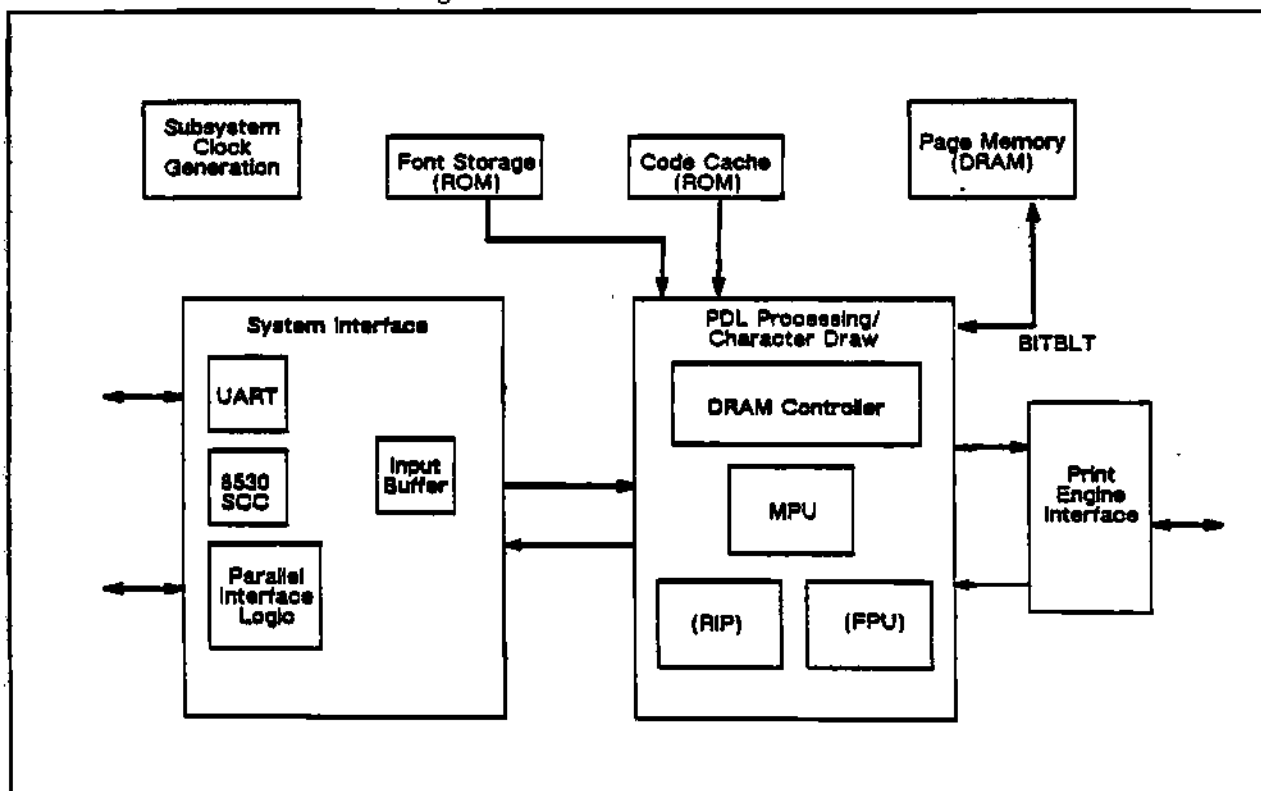 Subsystem
Clock
Generation
Font Storage
(ROM)
Code Cache
(ROM)
Page Memory
(DRAM)
System Interface
UART
8530
SCC
Parallel
Interface
Logic
Input
Buffer
PDL Processing/
Character Draw
DRAM Controller
MPU
(RIP)
(FPU)
BITBLT
Print
Engine
Interface